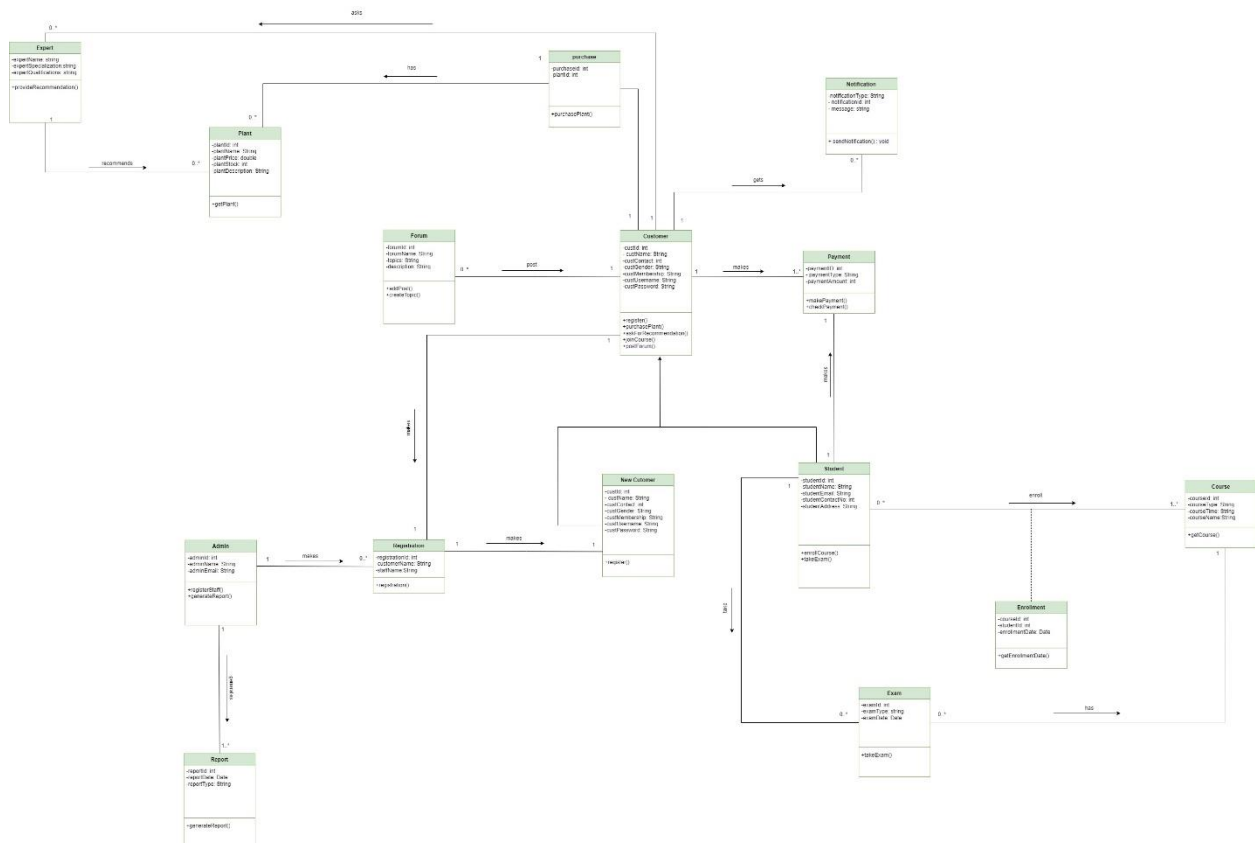 asks
0..*
Expert
-expertName: string
-expertSpecialization:string
-expertQualifications: string
+provideRecommendation()
1
recommends
0..*
has
1
0..*
purchase
-purchaseId: int
-plantId: int
+purchasePlant()
Plant
-plantId: int
-plantName: String
-plantPrice: double
-plantStock: int
-plantDescription: String
+getPlant()
Notification
-notificationType: String
- notificationId: int
- message: string
+ sendNotification(): void
0..*
gets
1
1
1
Forum
-forumId: int
-forumName: String
-topics: String
-description: String
+addPost()
+createTopic()
0..*
post
1
Customer
-custId: int
- custName: String
-custContact: int
-custGender: String
-custMembership: String
-custUsername: String
-custPassword: String
+register()
+purchasePlant()
+askForRecommendation()
+joinCourse()
+postForum()
1
makes
1..*
Payment
-paymentID: int
- paymentType: String
-paymentAmount: int
+makePayment()
+checkPayment()
1
makes
1
1
makes
1
Student
-studentId: int
-studentName: String
-studentEmail: String
-studentContactNo: int
-studentAddress: String
+enrollCourse()
+takeExam()
1
0..*
enroll
1..*
Course
-courseId: int
-courseType: String
-courseTime: String
-courseName:String
+getCourse()
1
New Cutomer
-custId: int
- custName: String
-custContact: int
-custGender: String
-custMembership: String
-custUsername: String
-custPassword: String
+register()
Admin
-adminId: int
-adminName: String
-adminEmail: String
+registerStaff()
+generateReport()
1
makes
0..*
Registration
-registrationId: int
-customerName: String
-staffName:String
+registration()
1
makes
1
Enrollment
-courseId: int
-studentId: int
-enrollmentDate: Date
+getEnrollmentDate()
take
1
generates
1..*
Report
-reportId: int
-reportDate: Date
-reportType: String
+generateReport()
0..*
Exam
-examId: int
-examType: string
-examDate: Date
+takeExam()
0..*
has